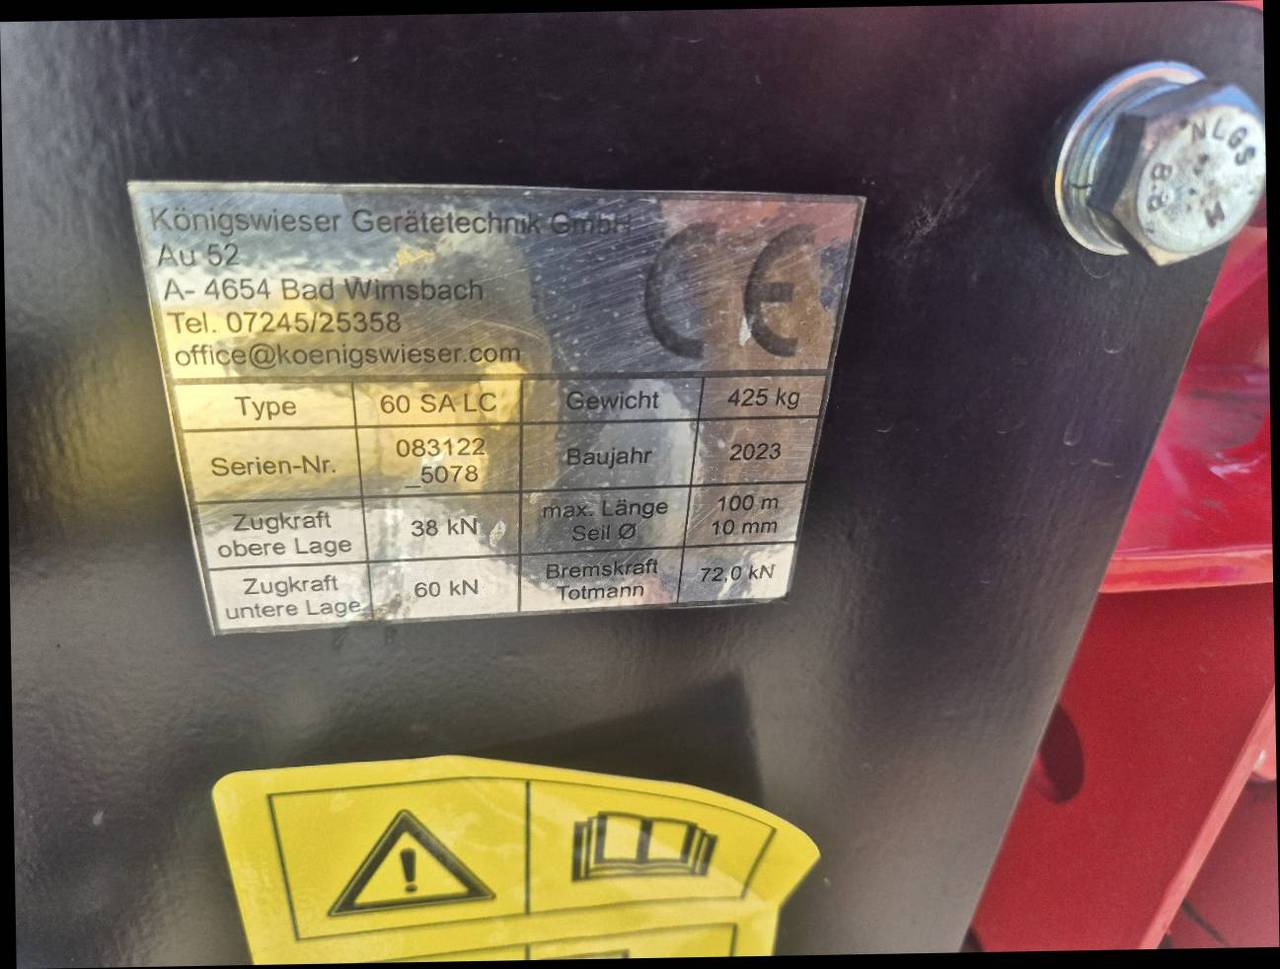 Königswieser Gerätetechnik GmbH
Au 52
A- 4654 Bad Wimsbach
Tel. 07245/25358
office@koenigswieser.com
CE
Type 60 SA LC Gewicht 425 kg
Serien-Nr. 083122 _5078 Baujahr 2023
Zugkraft obere Lage 38 kN max. Länge Seil Ø 100 m 10 mm
Zugkraft untere Lage 60 kN Bremskraft Totmann 72,0 kN
NLGS
8.8
M